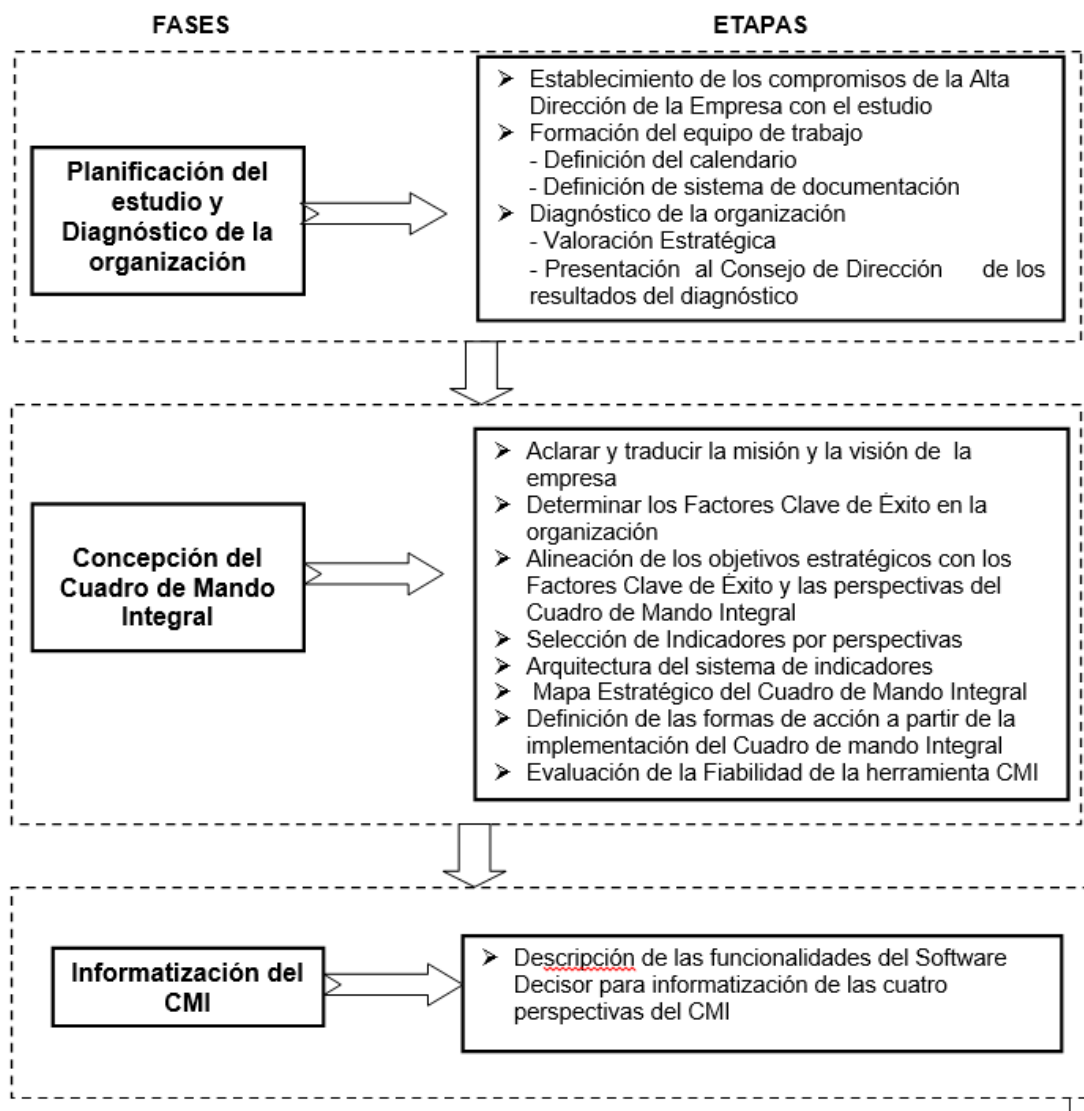 FASES
ETAPAS
Planificación del
estudio y
Diagnóstico de la
organización
➢ Establecimiento de los compromisos de la Alta
Dirección de la Empresa con el estudio
➢ Formación del equipo de trabajo
- Definición del calendario
- Definición de sistema de documentación
➢ Diagnóstico de la organización
- Valoración Estratégica
- Presentación al Consejo de Dirección de los
resultados del diagnóstico
Concepción del
Cuadro de Mando
Integral
➢ Aclarar y traducir la misión y la visión de la
empresa
➢ Determinar los Factores Clave de Éxito en la
organización
➢ Alineación de los objetivos estratégicos con los
Factores Clave de Éxito y las perspectivas del
Cuadro de Mando Integral
➢ Selección de Indicadores por perspectivas
➢ Arquitectura del sistema de indicadores
➢ Mapa Estratégico del Cuadro de Mando Integral
➢ Definición de las formas de acción a partir de la
implementación del Cuadro de mando Integral
➢ Evaluación de la Fiabilidad de la herramienta CMI
Informatización del
CMI
➢ Descripción de las funcionalidades del Software
Decisor para informatización de las cuatro
perspectivas del CMI